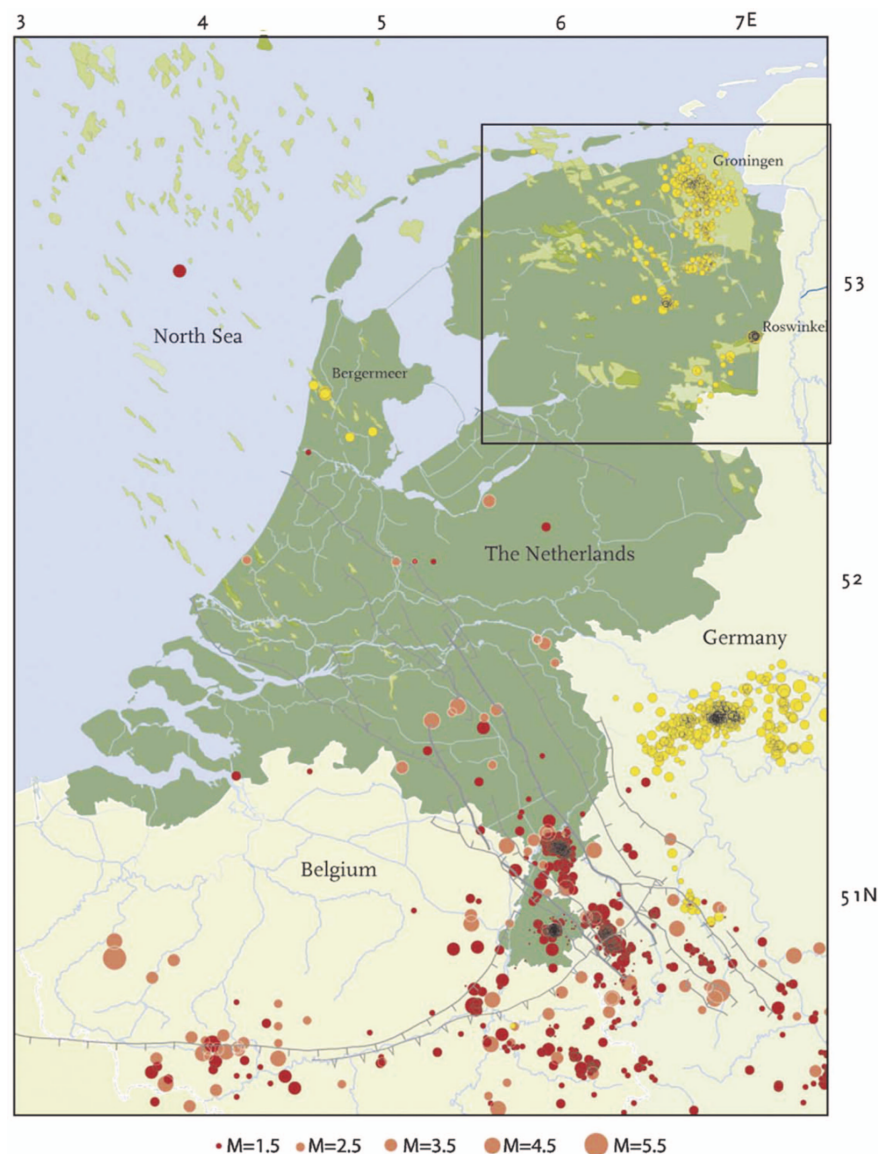 3 4 5 6 7E
Groningen
53
North Sea
Roswinkel
Bergermeer
The Netherlands
52
Germany
Belgium
51N
M=1.5 M=2.5 M=3.5 M=4.5 M=5.5